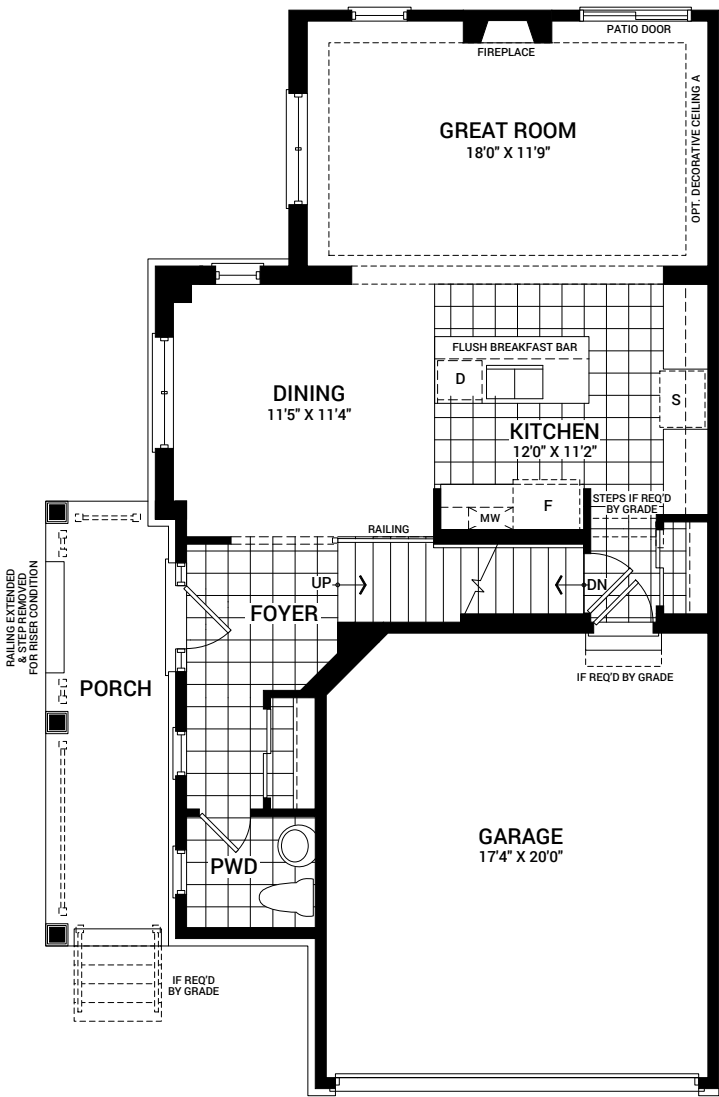 PATIO DOOR
FIREPLACE
OPT. DECORATIVE CEILING A
GREAT ROOM
18'0" X 11'9"
FLUSH BREAKFAST BAR
D
S
DINING
11'5" X 11'4"
KITCHEN
12'0" X 11'2"
F
MW
STEPS IF REQ'D
BY GRADE
RAILING
UP
DN
FOYER
RAILING EXTENDED
& STEP REMOVED
FOR RISER CONDITION
PORCH
IF REQ'D BY GRADE
GARAGE
17'4" X 20'0"
PWD
IF REQ'D
BY GRADE